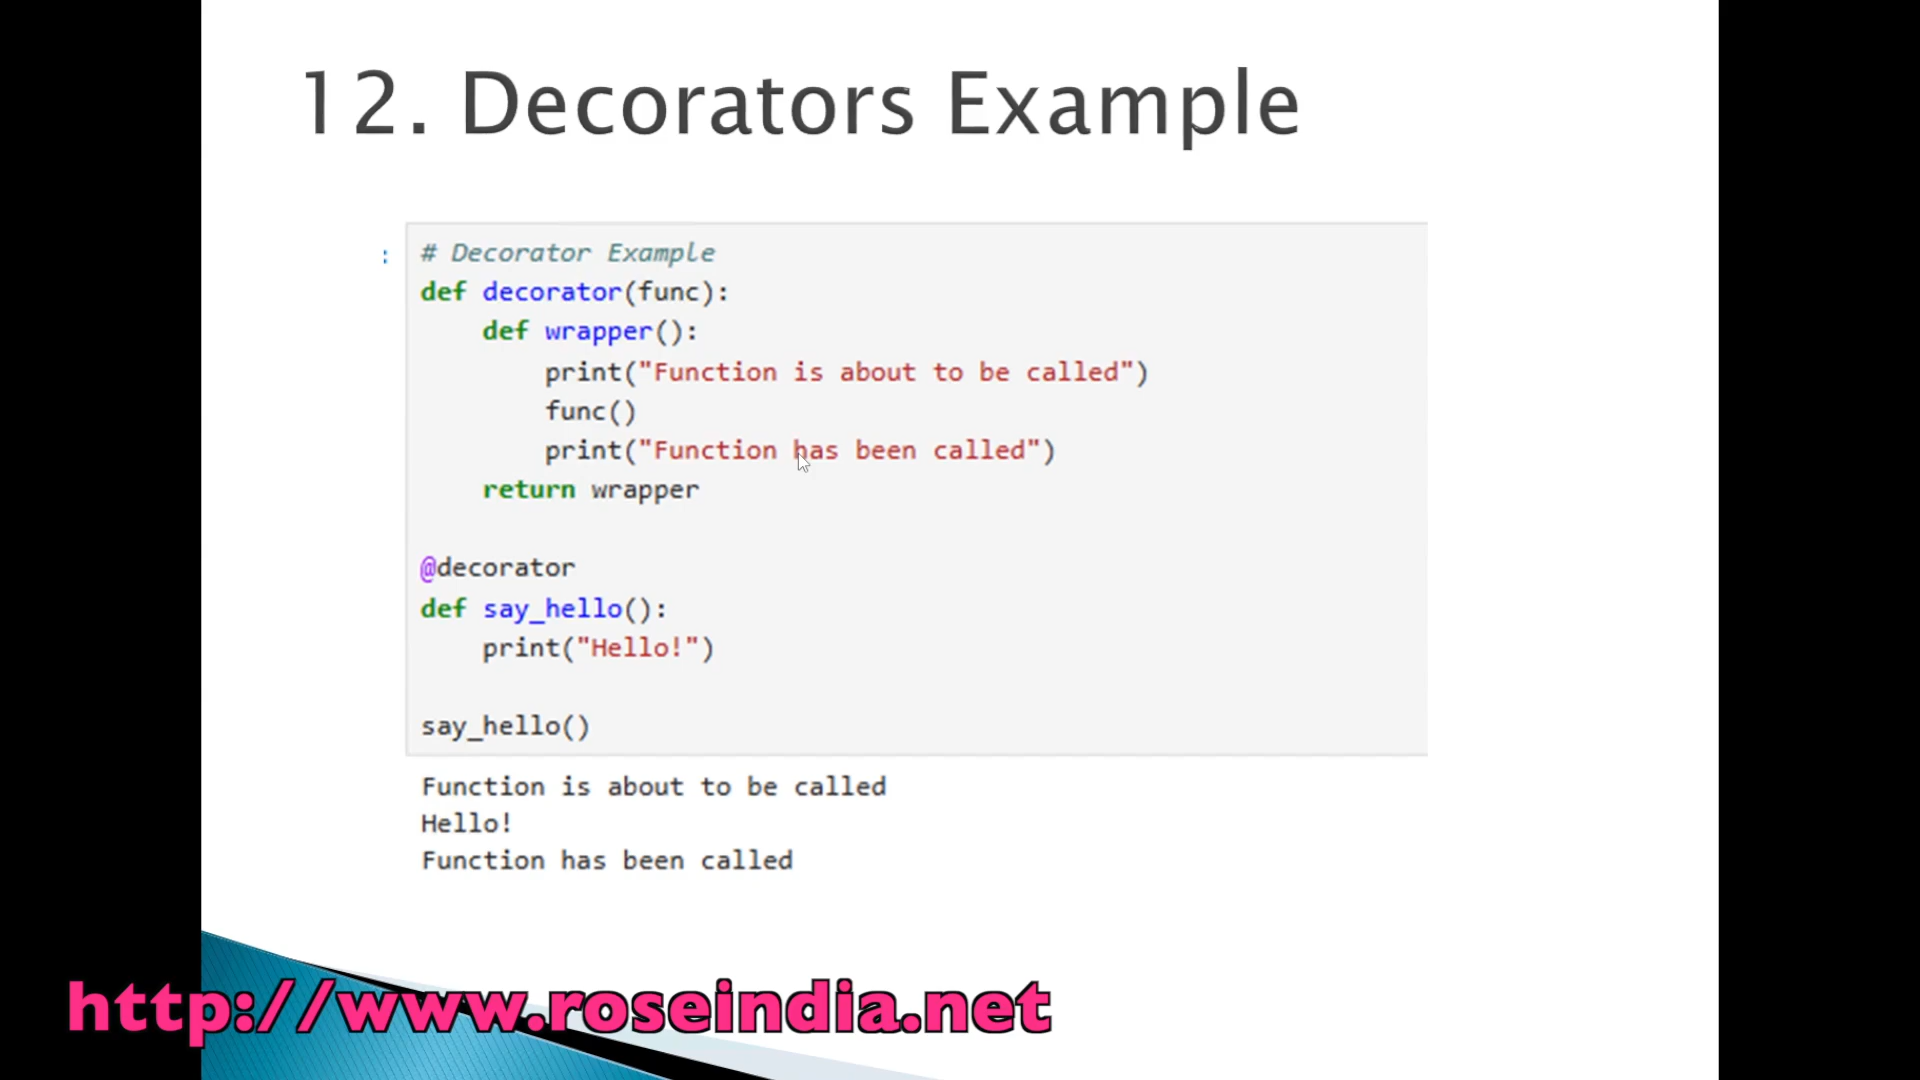 12. Decorators Example
:
# Decorator Example
def decorator(func):
    def wrapper():
        print("Function is about to be called")
        func()
        print("Function has been called")
    return wrapper

@decorator
def say_hello():
    print("Hello!")

say_hello()
Function is about to be called
Hello!
Function has been called
http://www.roseindia.net